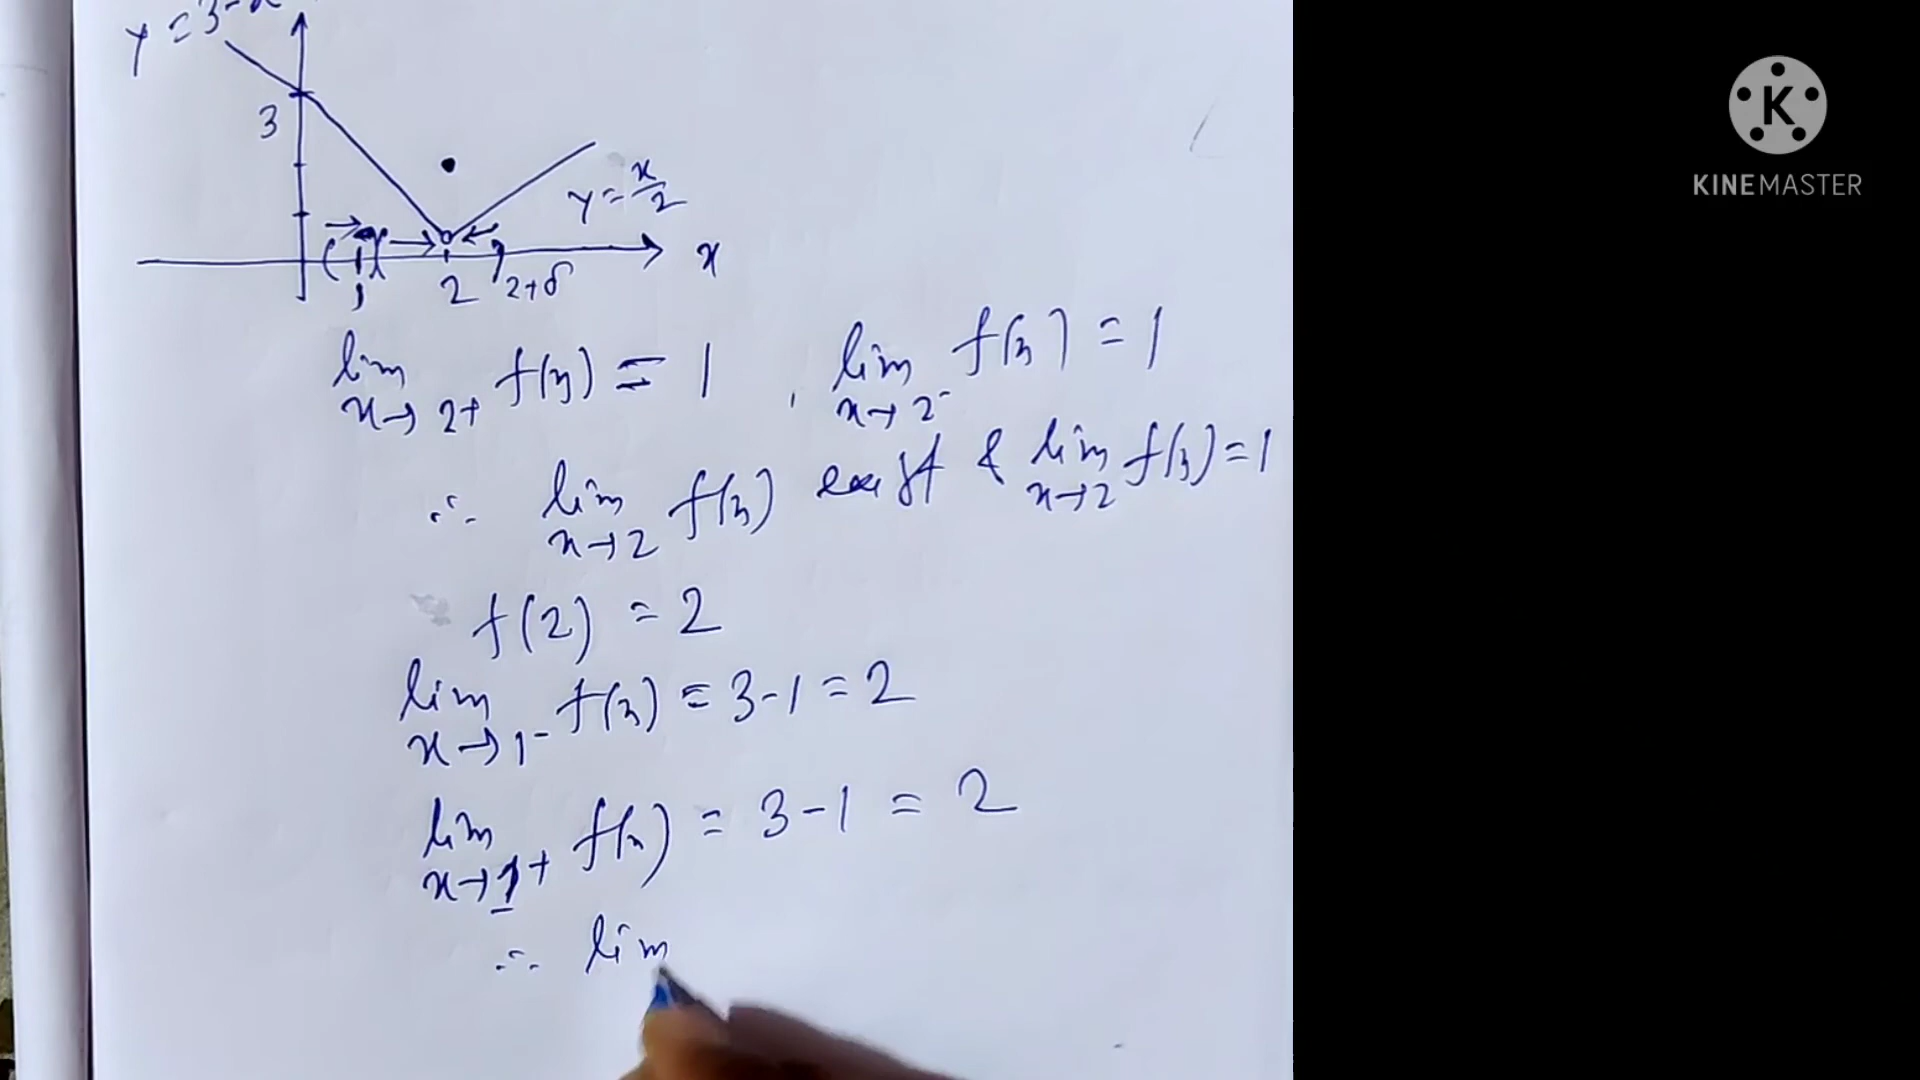 y = 3-x
3
y = x/2
1 2 2+δ x
lim x→2+ f(x) = 1 , lim x→2- f(x) = 1
∴ lim x→2 f(x) exist & lim x→2 f(x) = 1
f(2) = 2
lim x→1- f(x) = 3-1 = 2
lim x→1+ f(x) = 3-1 = 2
∴ lim
KINEMASTER